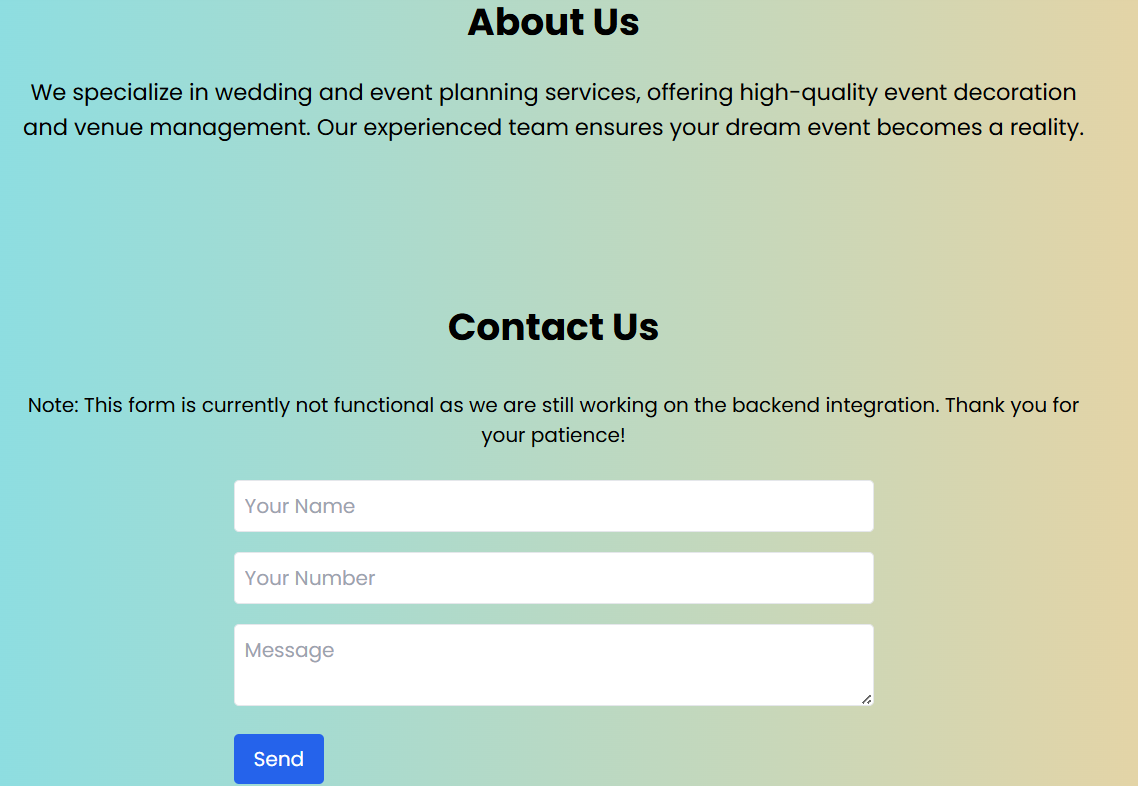 About Us
We specialize in wedding and event planning services, offering high-quality event decoration
and venue management. Our experienced team ensures your dream event becomes a reality.
Contact Us
Note: This form is currently not functional as we are still working on the backend integration. Thank you for
your patience!
Your Name
Your Number
Message
Send